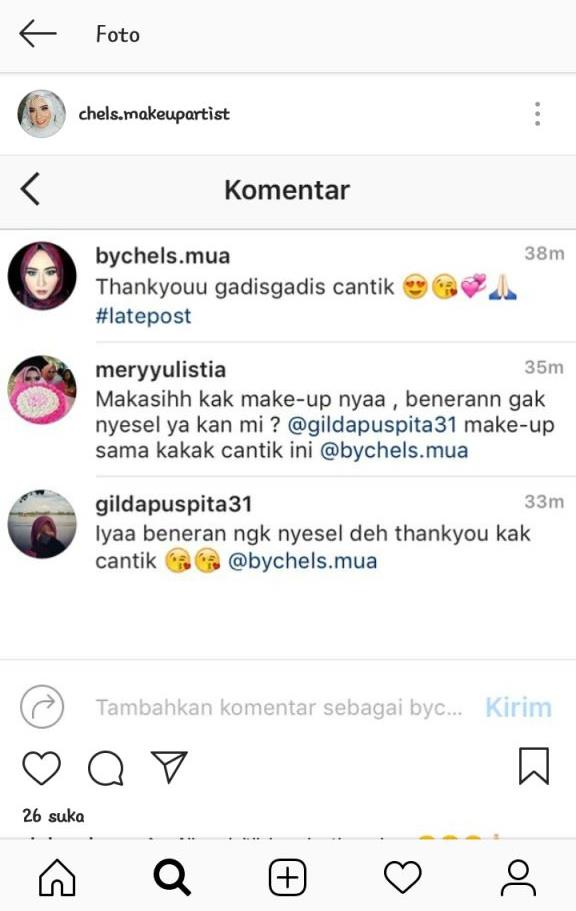 Foto
chels.makeupartist
Komentar
bychels.mua 38m
Thankyouu gadisgadis cantik 😍😘💞🙏🏻
#latepost
meryyulistia 35m
Makasihh kak make-up nyaa , benerann gak
nyesel ya kan mi ? @gildapuspita31 make-up
sama kakak cantik ini @bychels.mua
gildapuspita31 33m
Iyaa beneran ngk nyesel deh thankyou kak
cantik 😘😘 @bychels.mua
Tambahkan komentar sebagai byc... Kirim
26 suka